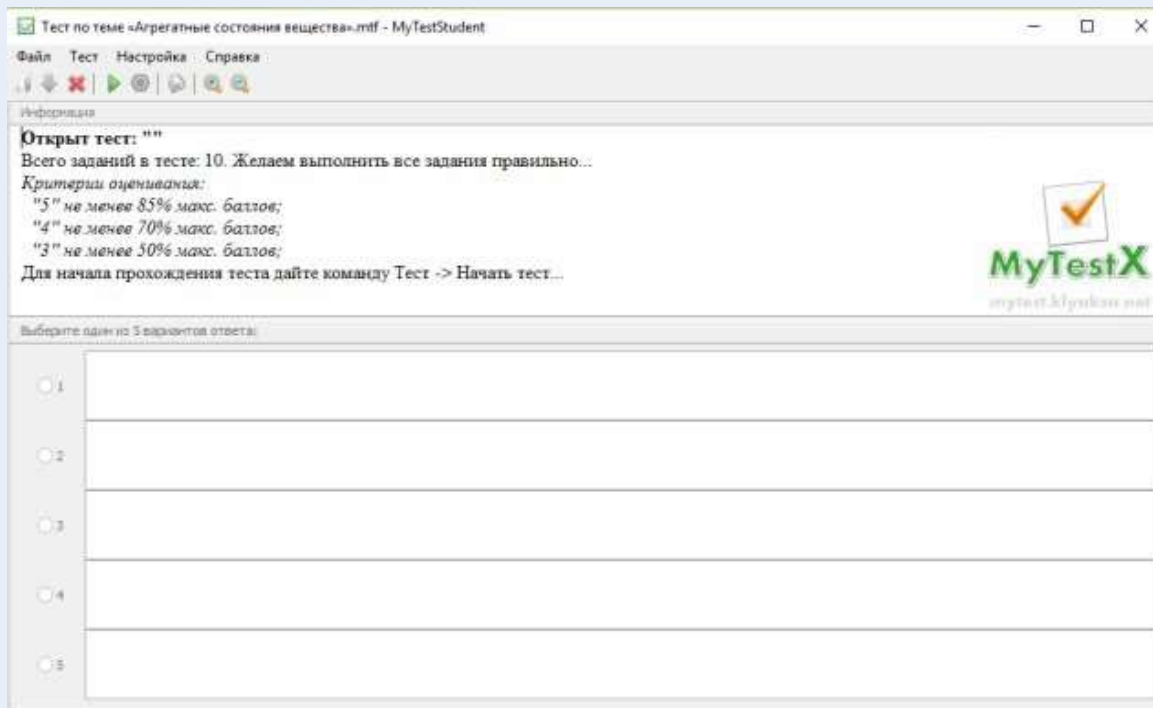 Тест по теме «Агрегатные состояния вещества».mtf - MyTestStudent
Файл Тест Настройка Справка
Информация
Открыт тест: ""
Всего заданий в тесте: 10. Желаем выполнить все задания правильно...
Критерии оценивания:
"5" не менее 85% макс. баллов;
"4" не менее 70% макс. баллов;
"3" не менее 50% макс. баллов;
Для начала прохождения теста дайте команду Тест -> Начать тест...
MyTestX
mytest.klyaksa.net
Выберите один из 5 вариантов ответа:
1
2
3
4
5